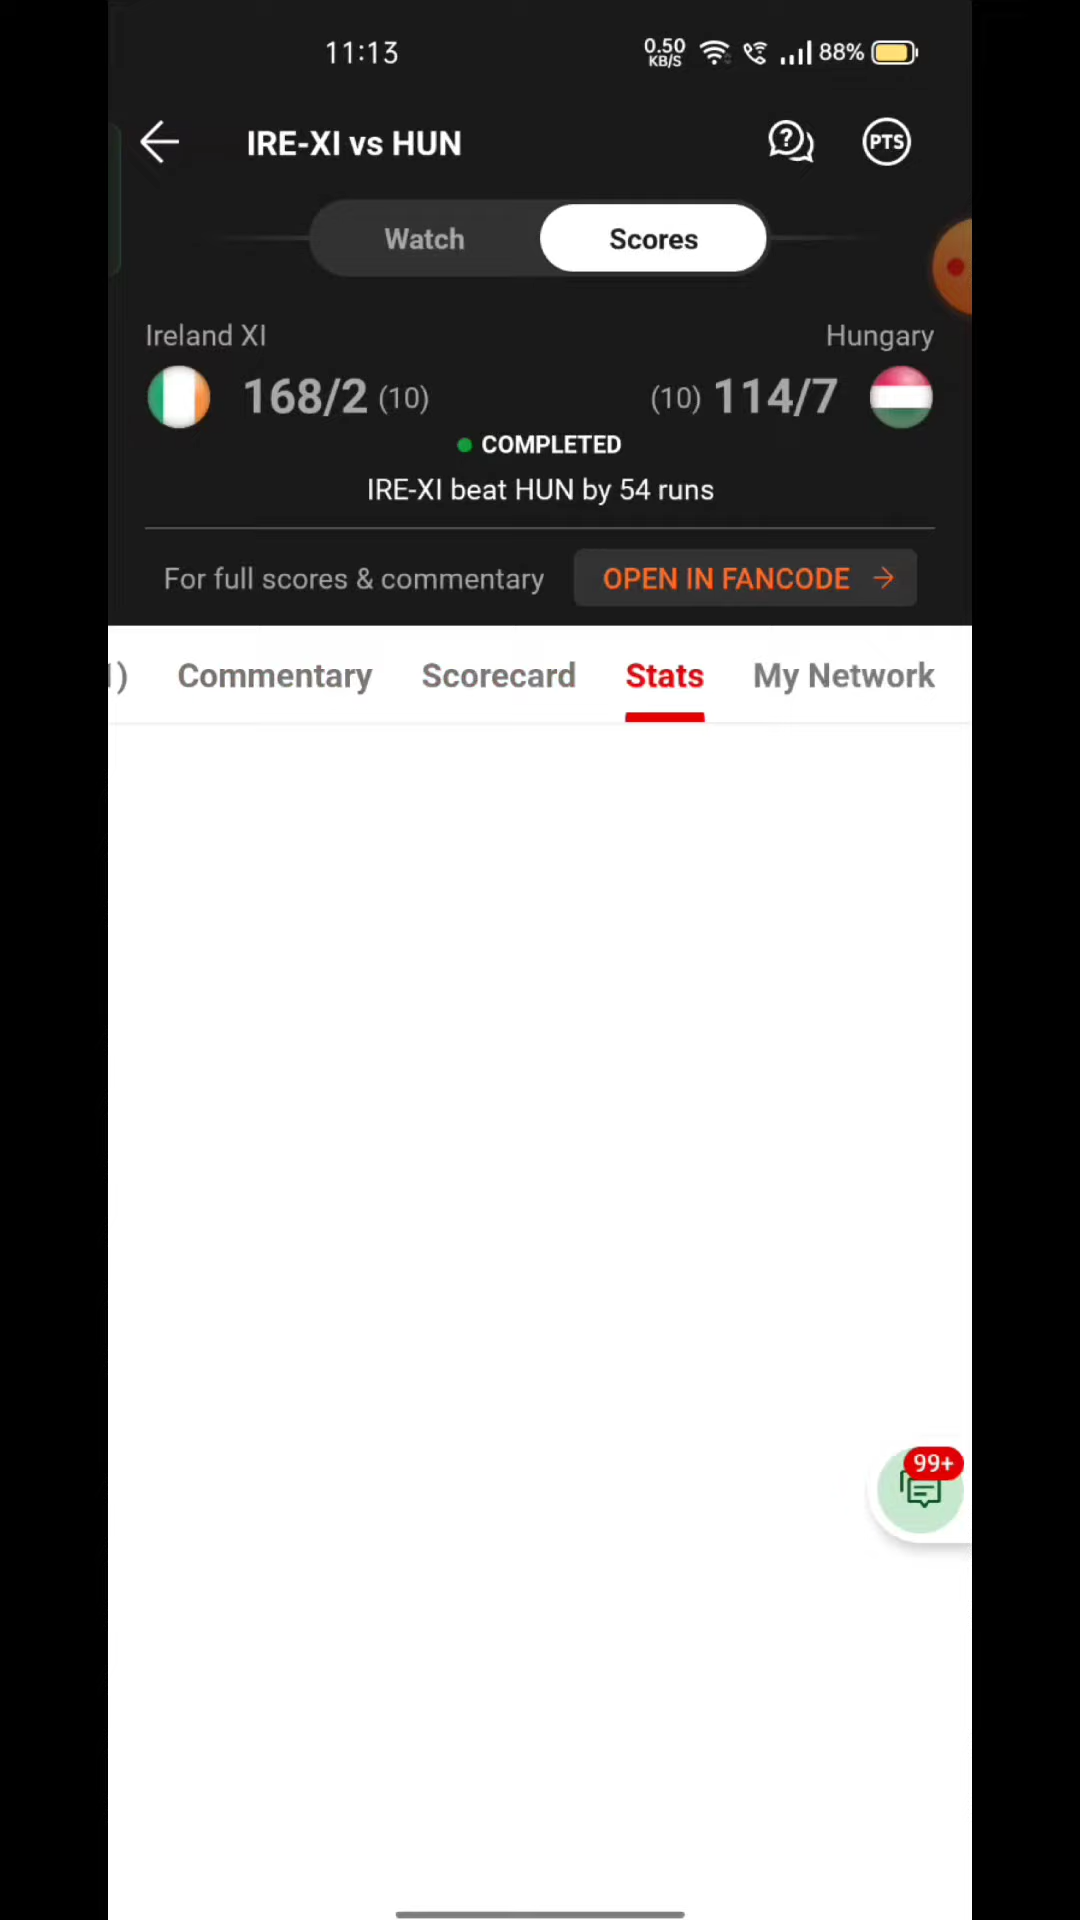 11:13
0.50
KB/S
88%
IRE-XI vs HUN
PTS
Watch
Scores
Ireland XI
Hungary
168/2 (10)
(10) 114/7
COMPLETED
IRE-XI beat HUN by 54 runs
For full scores & commentary
OPEN IN FANCODE
)
Commentary
Scorecard
Stats
My Network
99+